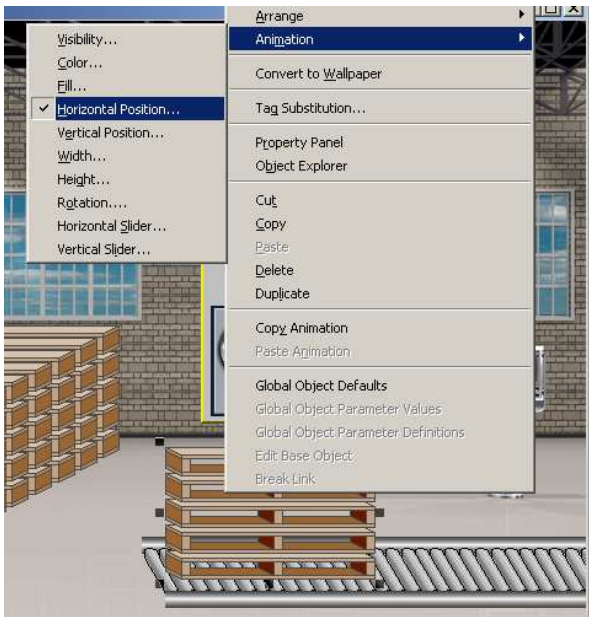 Arrange
Animation
Convert to Wallpaper
Tag Substitution...
Property Panel
Object Explorer
Cut
Copy
Paste
Delete
Duplicate
Copy Animation
Paste Animation
Global Object Defaults
Global Object Parameter Values
Global Object Parameter Definitions
Edit Base Object
Break Link
Visibility...
Color...
Fill...
Horizontal Position...
Vertical Position...
Width...
Height...
Rotation....
Horizontal Slider...
Vertical Slider...